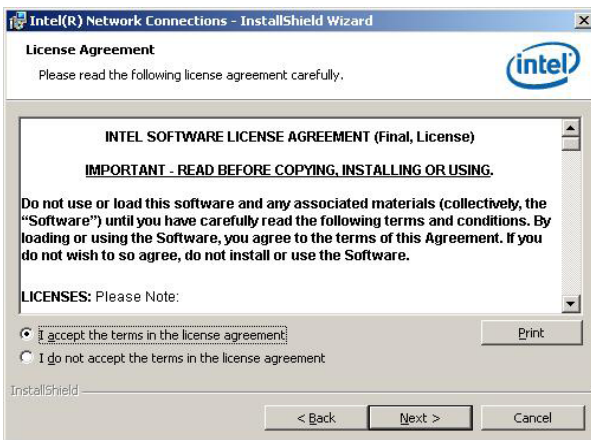 Intel(R) Network Connections - InstallShield Wizard
License Agreement
Please read the following license agreement carefully.
intel
INTEL SOFTWARE LICENSE AGREEMENT (Final, License)
IMPORTANT - READ BEFORE COPYING, INSTALLING OR USING.
Do not use or load this software and any associated materials (collectively, the
“Software”) until you have carefully read the following terms and conditions. By
loading or using the Software, you agree to the terms of this Agreement. If you
do not wish to so agree, do not install or use the Software.
LICENSES: Please Note:
I accept the terms in the license agreement
Print
I do not accept the terms in the license agreement
InstallShield
< Back
Next >
Cancel